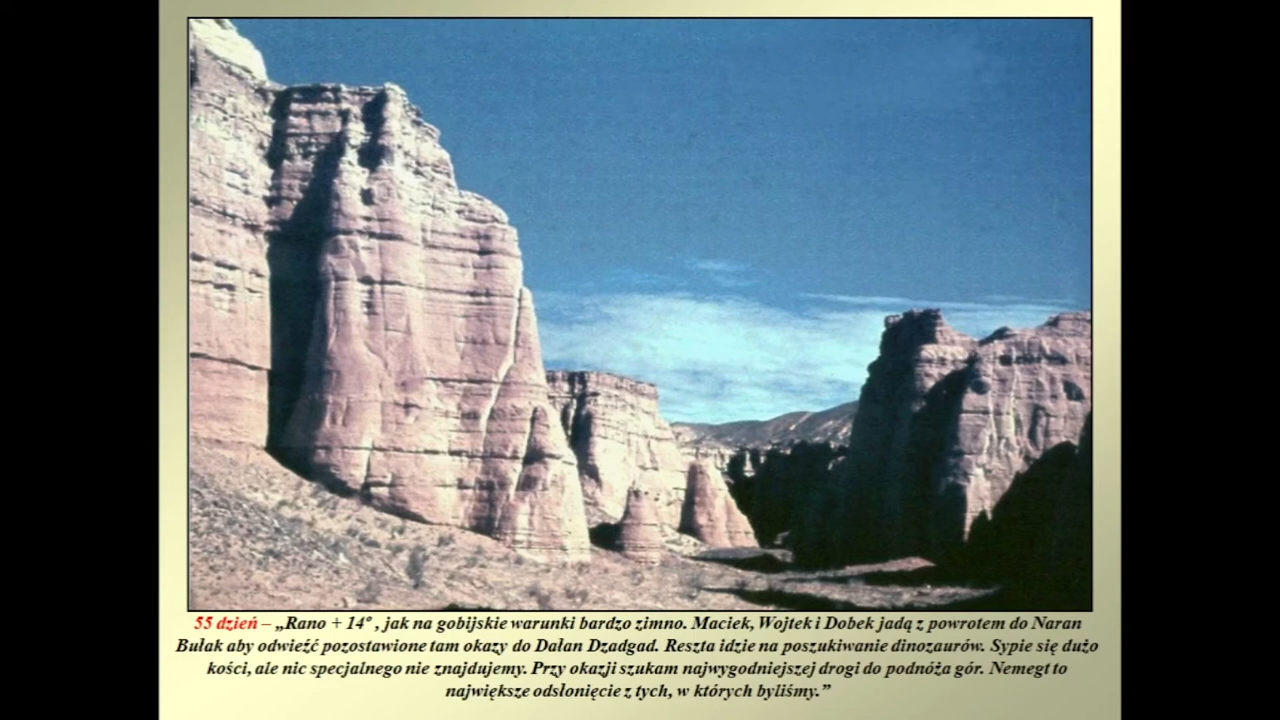 55 dzień – „Rano + 14º , jak na gobijskie warunki bardzo zimno. Maciek, Wojtek i Dobek jadą z powrotem do Naran
Bułak aby odwieźć pozostawione tam okazy do Dałan Dzadgad. Reszta idzie na poszukiwanie dinozaurów. Sypie się dużo
kości, ale nic specjalnego nie znajdujemy. Przy okazji szukam najwygodniejszej drogi do podnóża gór. Nemegt to
największe odsłonięcie z tych, w których byliśmy.”